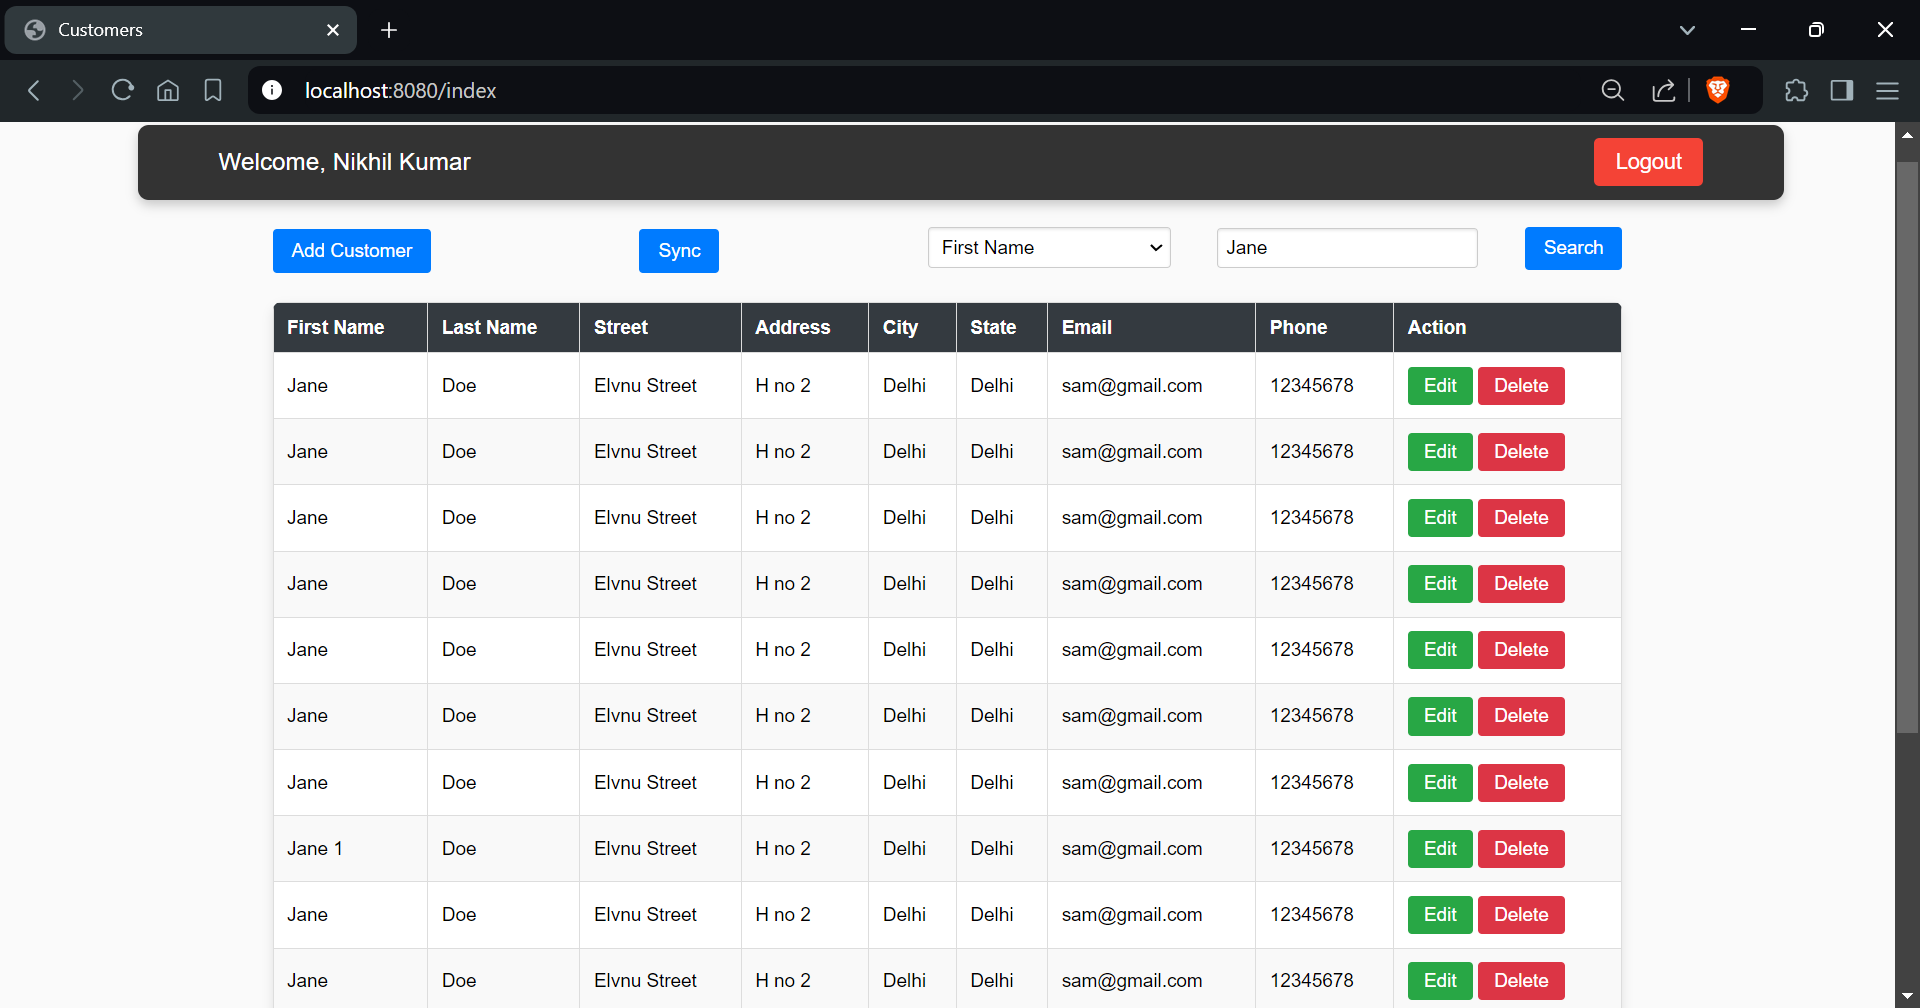 Customers
localhost:8080/index
Welcome, Nikhil Kumar Logout
Add Customer Sync First Name Jane Search
First Name Last Name Street Address City State Email Phone Action
Jane Doe Elvnu Street H no 2 Delhi Delhi sam@gmail.com 12345678 Edit Delete
Jane Doe Elvnu Street H no 2 Delhi Delhi sam@gmail.com 12345678 Edit Delete
Jane Doe Elvnu Street H no 2 Delhi Delhi sam@gmail.com 12345678 Edit Delete
Jane Doe Elvnu Street H no 2 Delhi Delhi sam@gmail.com 12345678 Edit Delete
Jane Doe Elvnu Street H no 2 Delhi Delhi sam@gmail.com 12345678 Edit Delete
Jane Doe Elvnu Street H no 2 Delhi Delhi sam@gmail.com 12345678 Edit Delete
Jane Doe Elvnu Street H no 2 Delhi Delhi sam@gmail.com 12345678 Edit Delete
Jane 1 Doe Elvnu Street H no 2 Delhi Delhi sam@gmail.com 12345678 Edit Delete
Jane Doe Elvnu Street H no 2 Delhi Delhi sam@gmail.com 12345678 Edit Delete
Jane Doe Elvnu Street H no 2 Delhi Delhi sam@gmail.com 12345678 Edit Delete